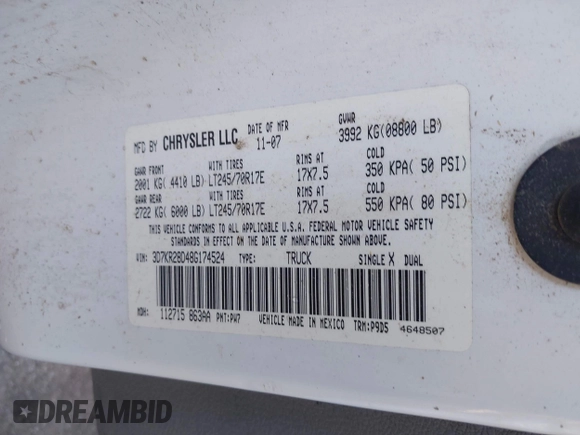 MFD BY CHRYSLER LLC DATE OF MFR 11-07 GVWR 3992 KG(08800 LB)
GAWR FRONT WITH TIRES RIMS AT COLD
2001 KG( 4410 LB) LT245/70R17E 17X7.5 350 KPA( 50 PSI)
GAWR REAR WITH TIRES RIMS AT COLD
2722 KG( 6000 LB) LT245/70R17E 17X7.5 550 KPA( 80 PSI)
THIS VEHICLE CONFORMS TO ALL APPLICABLE U.S.A. FEDERAL MOTOR VEHICLE SAFETY
STANDARDS IN EFFECT ON THE DATE OF MANUFACTURE SHOWN ABOVE.
VIN: 3D7KR28D48G174524 TYPE: TRUCK SINGLE X DUAL
MDH: 112715 863AA PNT:PW7 VEHICLE MADE IN MEXICO TRM:P9D5
4648507
DREAMBID